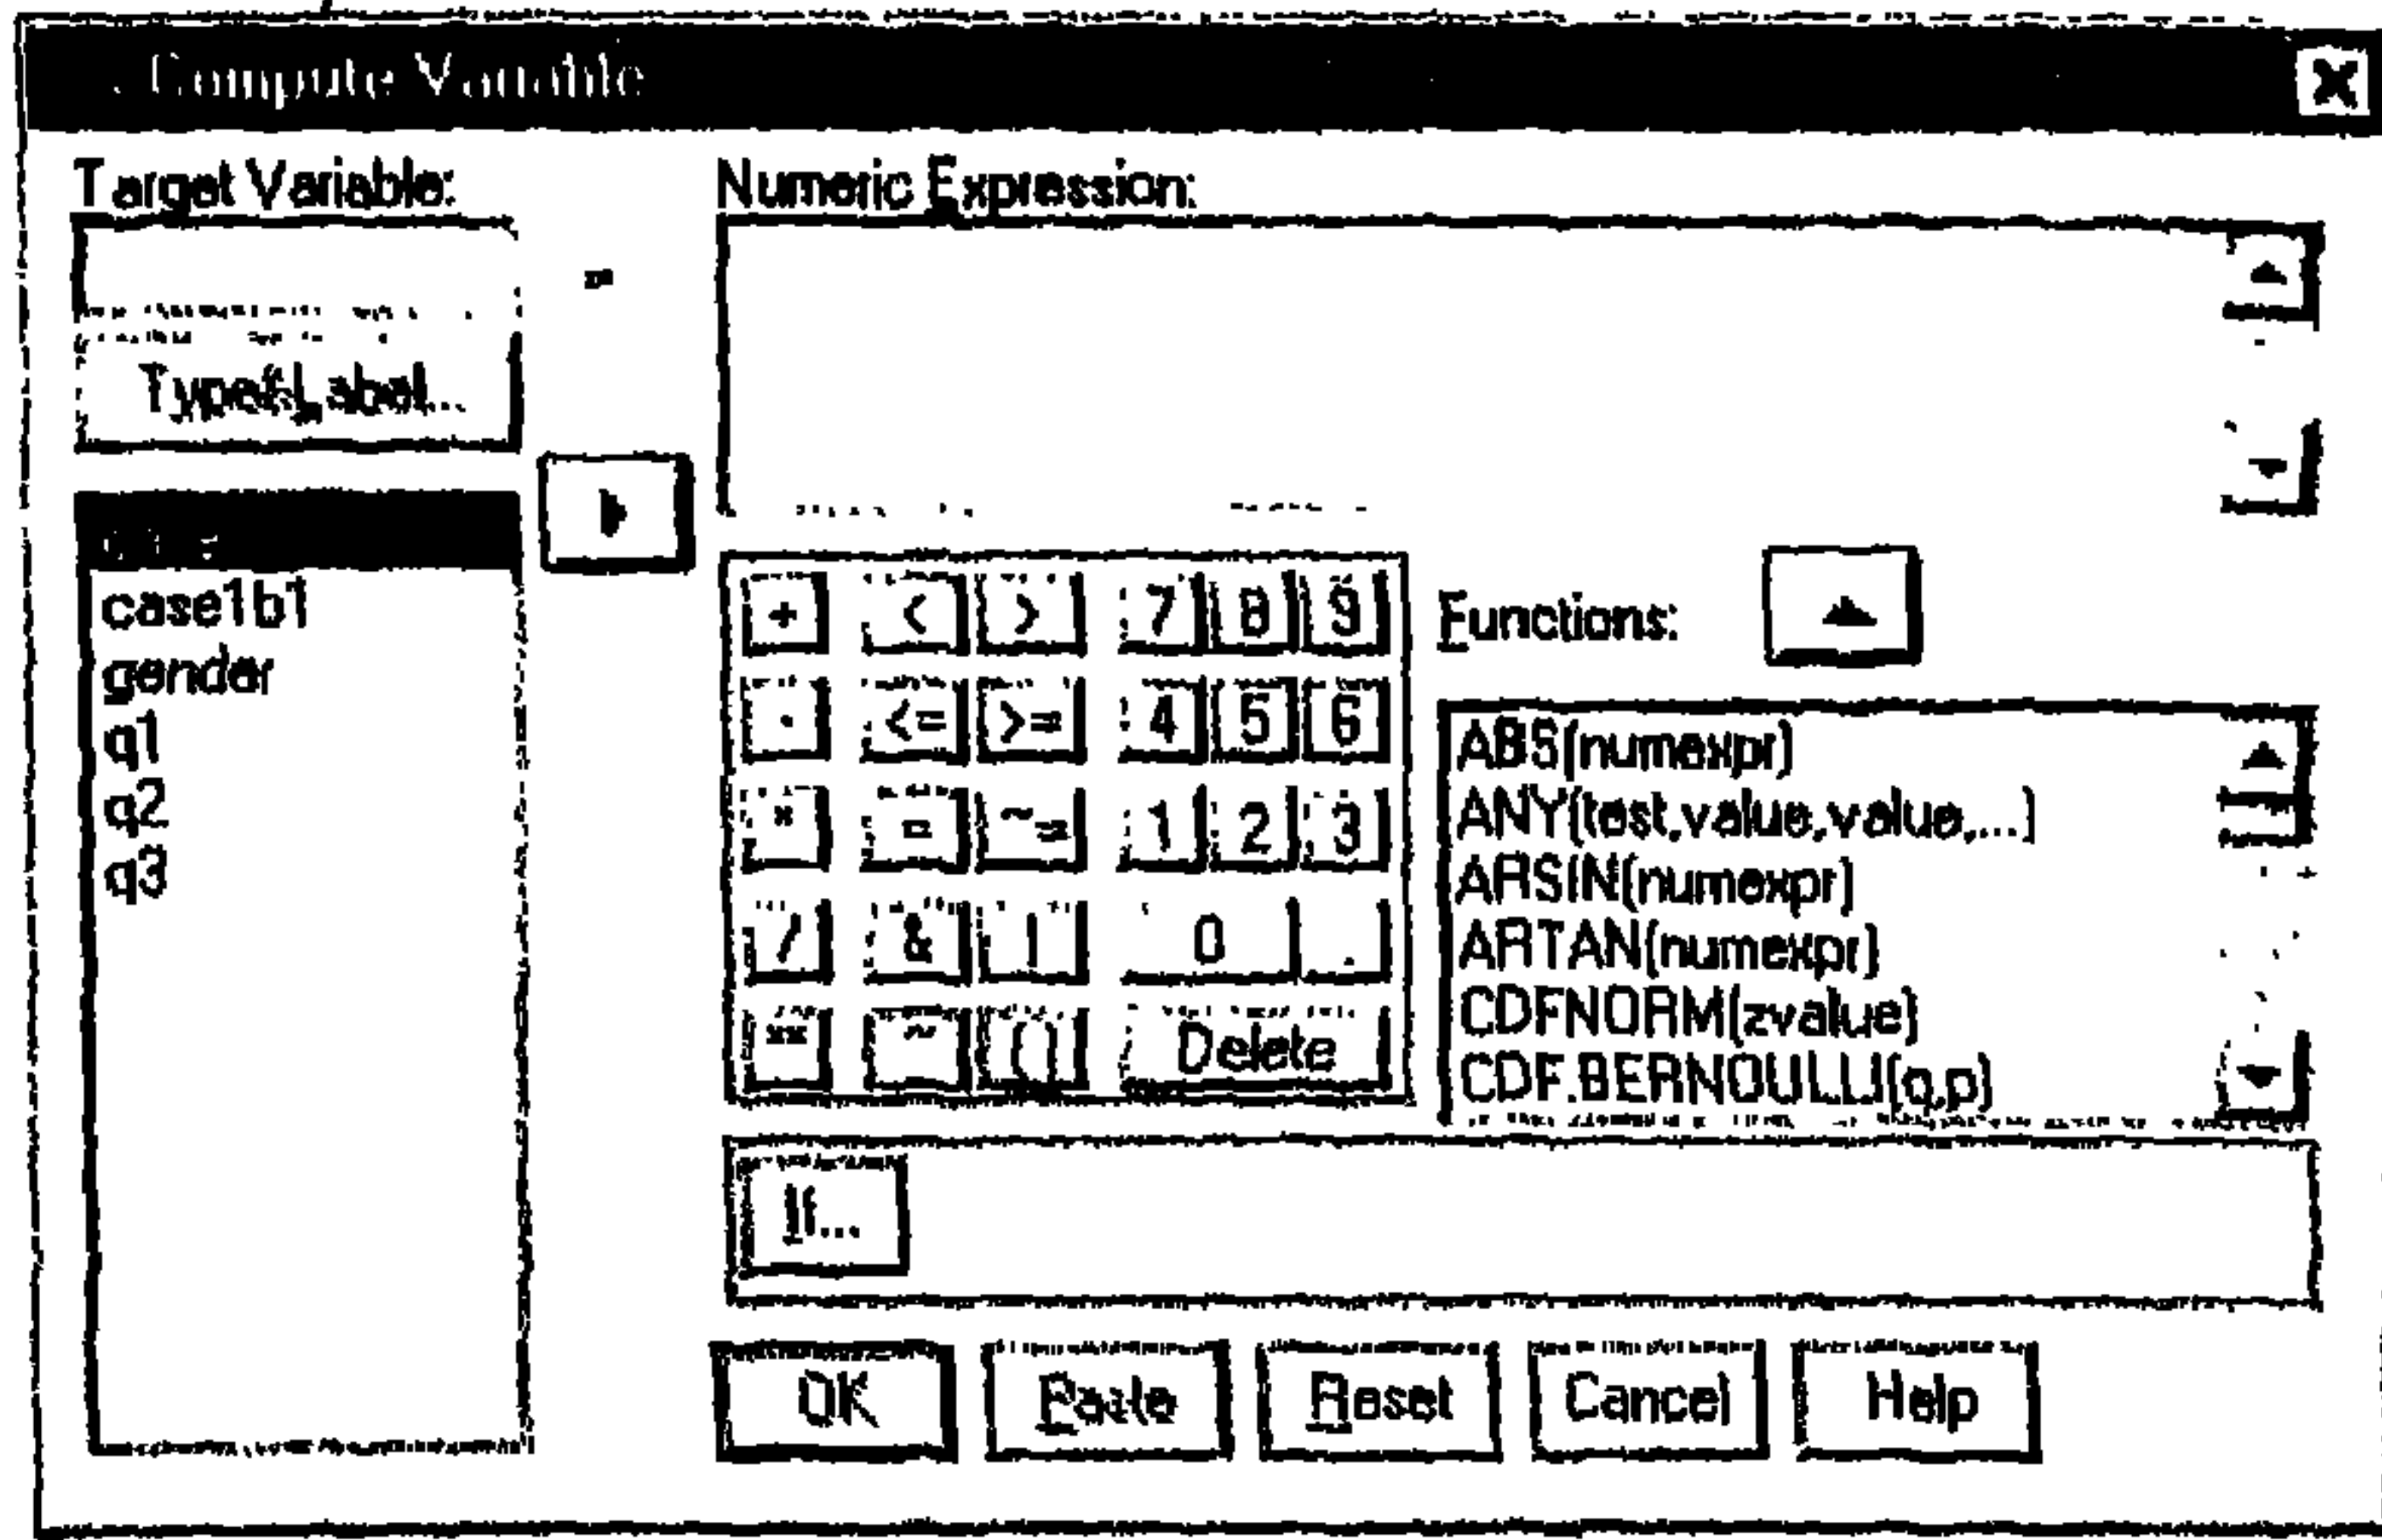 Compute Variable
Target Variable:
Numeric Expression:
=
Type&Label...
case1b1
gender
q1
q2
q3
+ < > 7 8 9
- <= >= 4 5 6
* = ~= 1 2 3
/ & | 0 .
** ~ () Delete
Functions:
ABS(numexpr)
ANY(test,value,value,...)
ARSIN(numexpr)
ARTAN(numexpr)
CDFNORM(zvalue)
CDF.BERNOULLI(q,p)
If...
OK Paste Reset Cancel Help